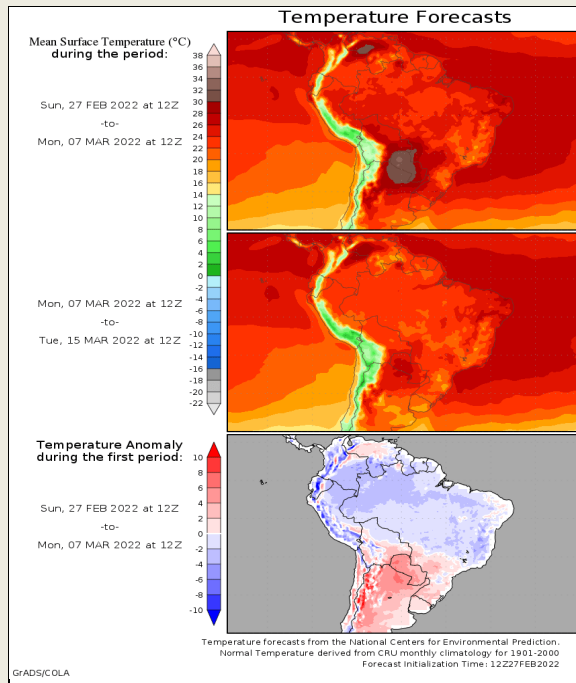 Temperature Forecasts
Mean Surface Temperature (°C)
during the period:
Sun, 27 FEB 2022 at 12Z
-to-
Mon, 07 MAR 2022 at 12Z
38
36
34
32
30
28
26
24
22
20
18
16
14
12
10
8
6
4
2
0
-2
-4
-6
-8
-10
-12
-14
-16
-18
-20
-22
Mon, 07 MAR 2022 at 12Z
-to-
Tue, 15 MAR 2022 at 12Z
Temperature Anomaly
during the first period:
Sun, 27 FEB 2022 at 12Z
-to-
Mon, 07 MAR 2022 at 12Z
10
8
6
4
2
0
-2
-4
-6
-8
-10
Temperature forecasts from the National Centers for Environmental Prediction.
Normal Temperature derived from CRU monthly climatology for 1901-2000
Forecast Initialization Time: 12Z27FEB2022
GrADS/COLA